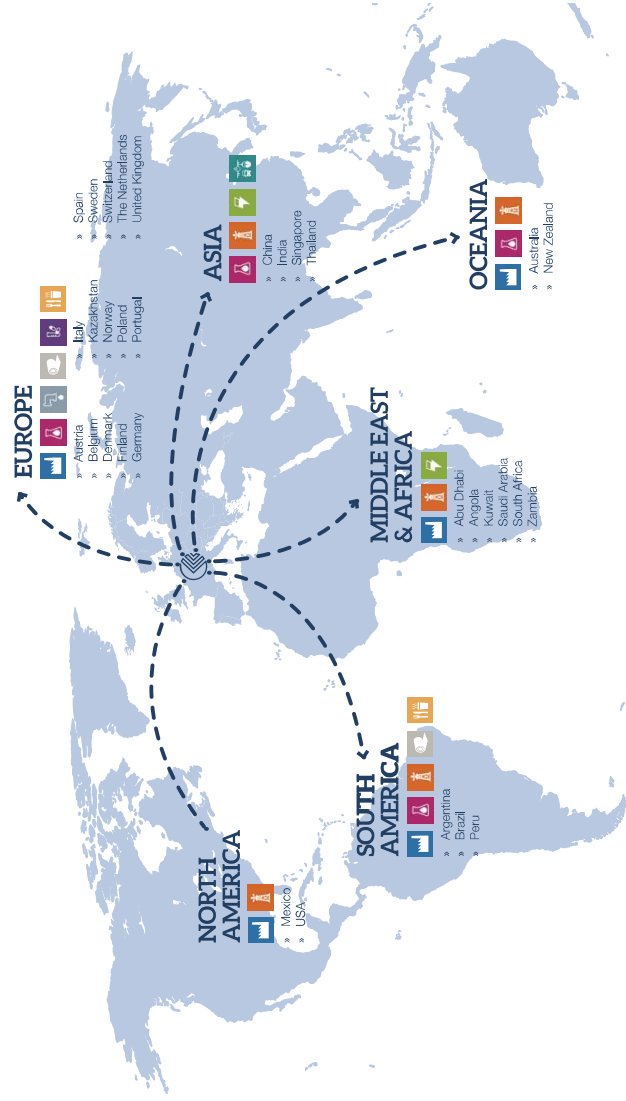 EUROPE
» Austria
» Belgium
» Denmark
» Finland
» Germany
» Italy
» Kazakhstan
» Norway
» Poland
» Portugal
» Spain
» Sweden
» Switzerland
» The Netherlands
» United Kingdom
NORTH
AMERICA
» Mexico
» USA
ASIA
» China
» India
» Singapore
» Thailand
SOUTH
AMERICA
» Argentina
» Brazil
» Peru
MIDDLE EAST
& AFRICA
» Abu Dhabi
» Angola
» Kuwait
» Saudi Arabia
» South Africa
» Zambia
OCEANIA
» Australia
» New Zealand